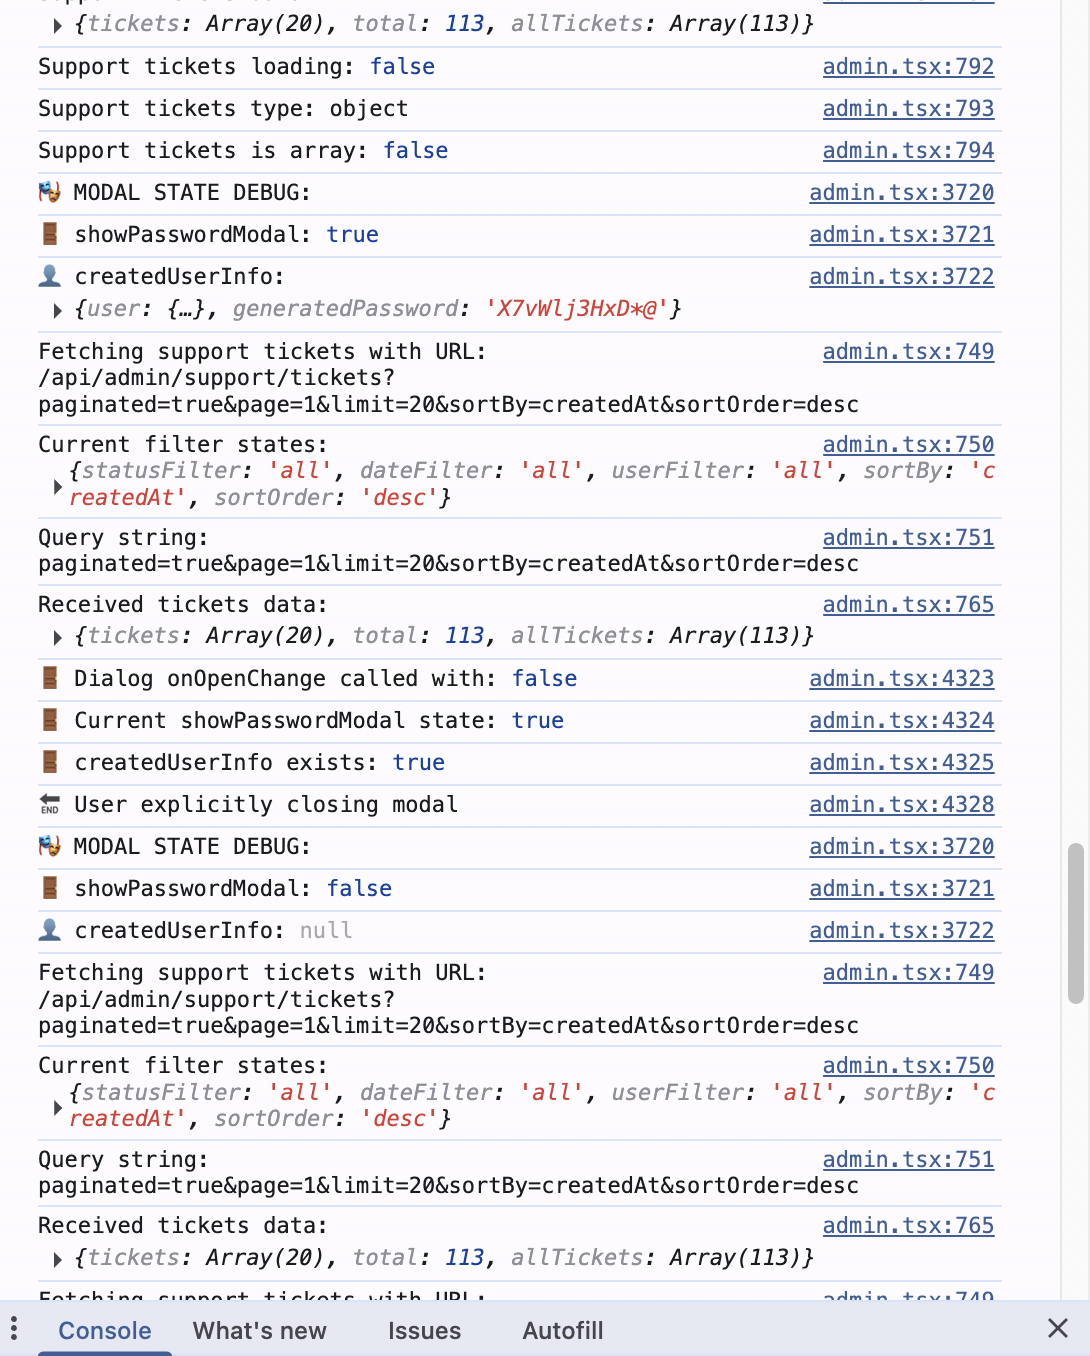 {tickets: Array(20), total: 113, allTickets: Array(113)}
Support tickets loading: false admin.tsx:792
Support tickets type: object admin.tsx:793
Support tickets is array: false admin.tsx:794
🎭 MODAL STATE DEBUG: admin.tsx:3720
🚪 showPasswordModal: true admin.tsx:3721
👤 createdUserInfo: admin.tsx:3722
{user: {…}, generatedPassword: 'X7vWlj3HxD*@'}
Fetching support tickets with URL: admin.tsx:749
/api/admin/support/tickets?
paginated=true&page=1&limit=20&sortBy=createdAt&sortOrder=desc
Current filter states: admin.tsx:750
{statusFilter: 'all', dateFilter: 'all', userFilter: 'all', sortBy: 'c
reatedAt', sortOrder: 'desc'}
Query string: admin.tsx:751
paginated=true&page=1&limit=20&sortBy=createdAt&sortOrder=desc
Received tickets data: admin.tsx:765
{tickets: Array(20), total: 113, allTickets: Array(113)}
🚪 Dialog onOpenChange called with: false admin.tsx:4323
🚪 Current showPasswordModal state: true admin.tsx:4324
🚪 createdUserInfo exists: true admin.tsx:4325
🔚 User explicitly closing modal admin.tsx:4328
🎭 MODAL STATE DEBUG: admin.tsx:3720
🚪 showPasswordModal: false admin.tsx:3721
👤 createdUserInfo: null admin.tsx:3722
Fetching support tickets with URL: admin.tsx:749
/api/admin/support/tickets?
paginated=true&page=1&limit=20&sortBy=createdAt&sortOrder=desc
Current filter states: admin.tsx:750
{statusFilter: 'all', dateFilter: 'all', userFilter: 'all', sortBy: 'c
reatedAt', sortOrder: 'desc'}
Query string: admin.tsx:751
paginated=true&page=1&limit=20&sortBy=createdAt&sortOrder=desc
Received tickets data: admin.tsx:765
{tickets: Array(20), total: 113, allTickets: Array(113)}
Fetching support tickets with URL: admin.tsx:749
Console What's new Issues Autofill